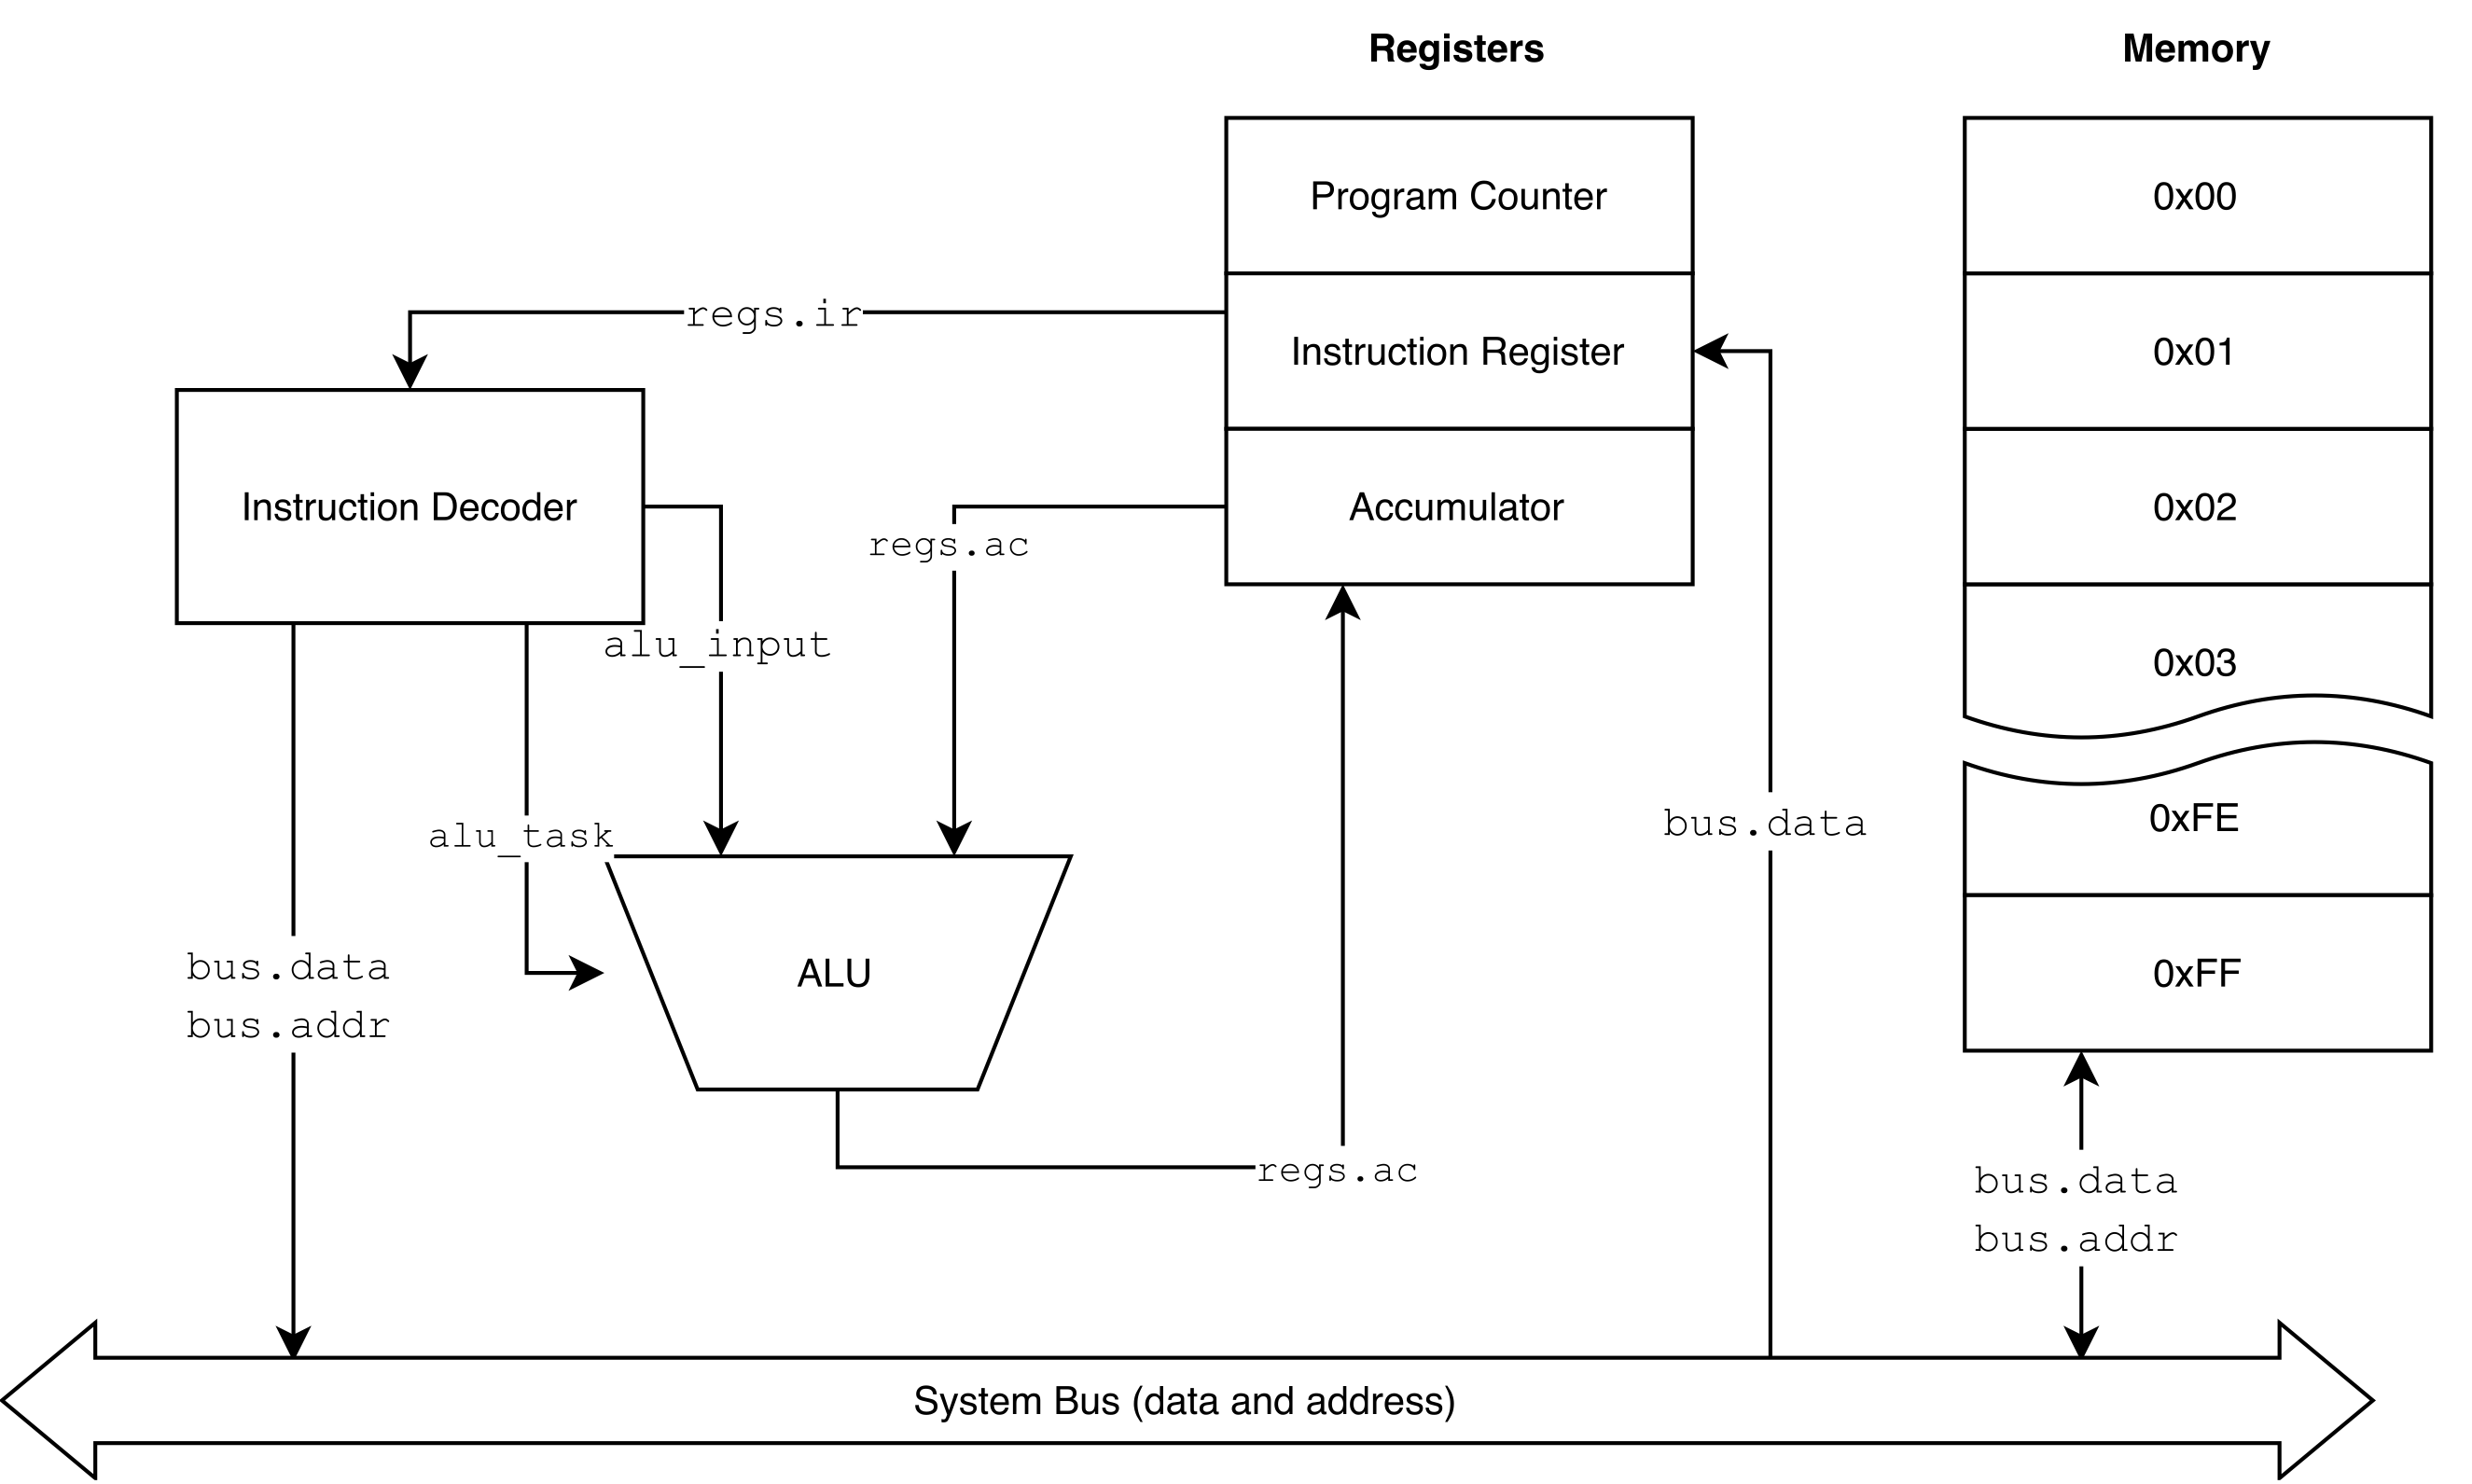 Registers
Memory
Program Counter
0x00
regs.ir
Instruction Register
0x01
Instruction Decoder
Accumulator
0x02
regs.ac
alu_input
0x03
alu_task
bus.data
0xFE
ALU
0xFF
bus.data
bus.addr
regs.ac
bus.data
bus.addr
System Bus (data and address)